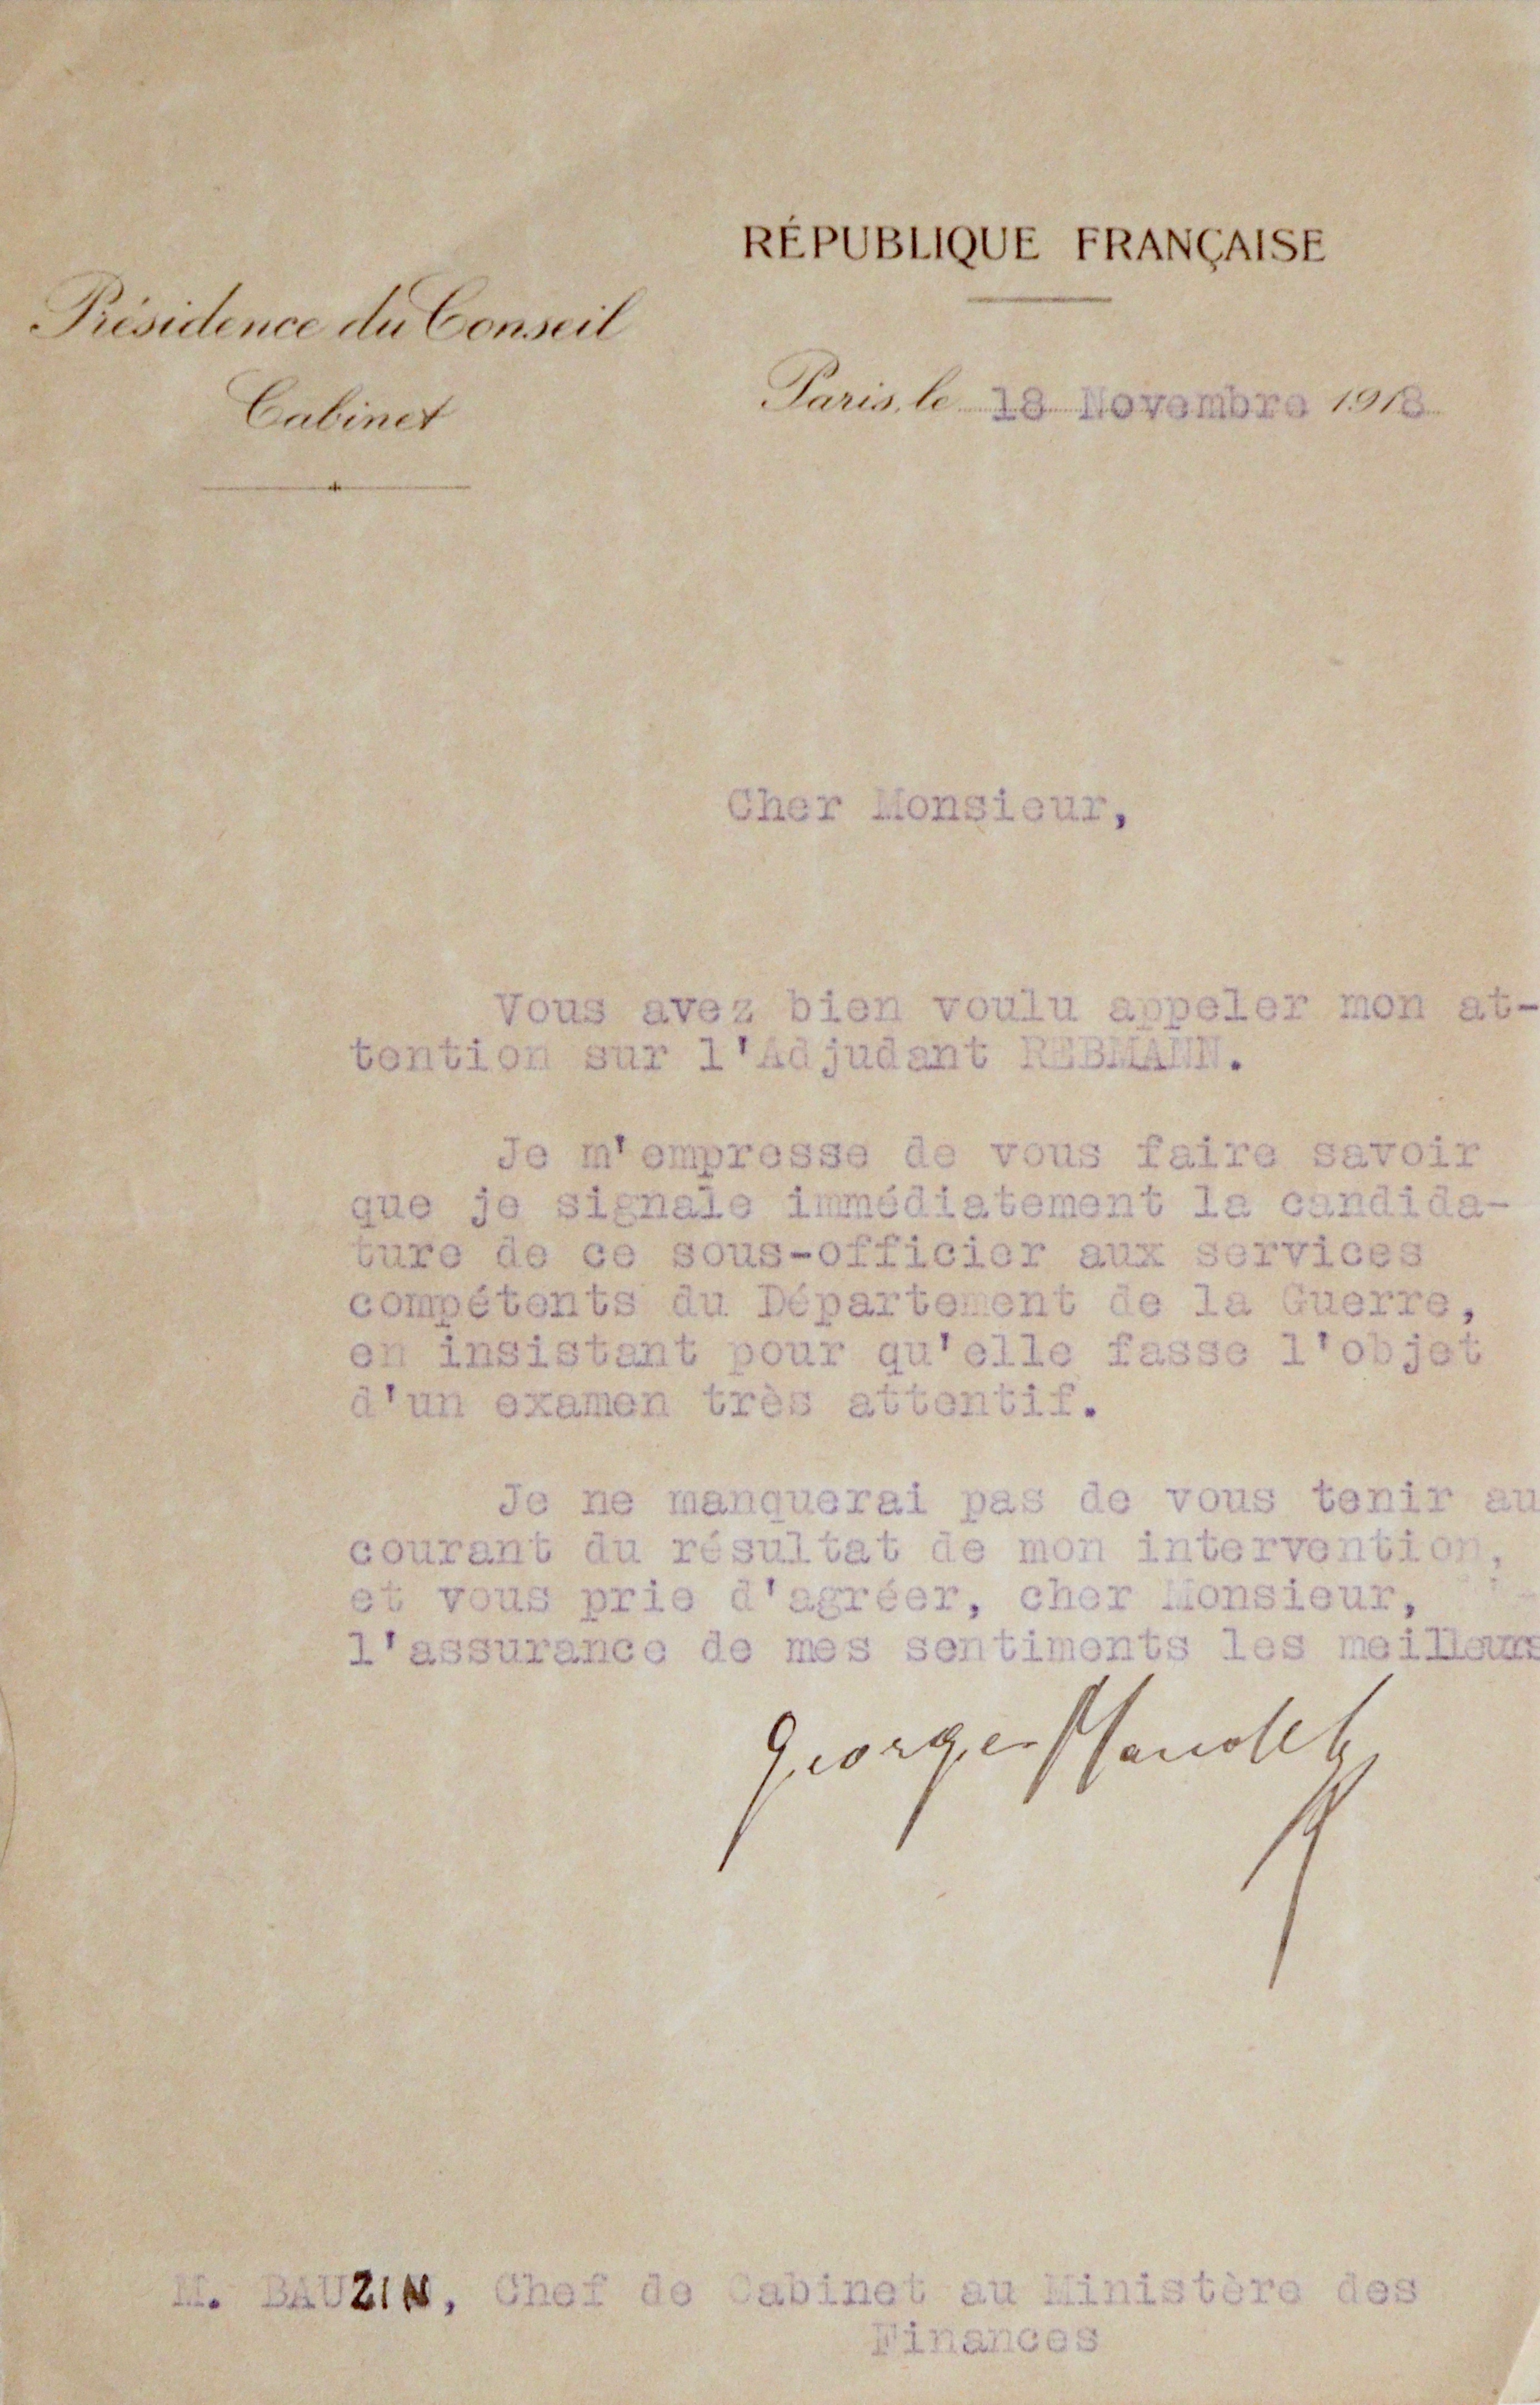 RÉPUBLIQUE FRANÇAISE
Présidence du Conseil
Cabinet
Paris, le 18 Novembre 1918
Cher Monsieur,
Vous avez bien voulu appeler mon at-
tention sur l'Adjudant REBMANN.
Je m'empresse de vous faire savoir
que je signale immédiatement la candida-
ture de ce sous-officier aux services
compétents du Département de la Guerre,
en insistant pour qu'elle fasse l'objet
d'un examen très attentif.
Je ne manquerai pas de vous tenir au
courant du résultat de mon intervention,
et vous prie d'agréer, cher Monsieur,
l'assurance de mes sentiments les meilleurs
Georges Mandel
M. BAUZIN, Chef de Cabinet au Ministère des
Finances